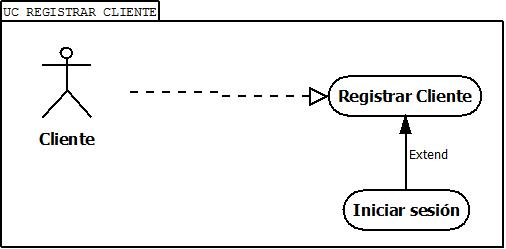 UC REGISTRAR CLIENTE
Cliente
Registrar Cliente
Extend
Iniciar sesión